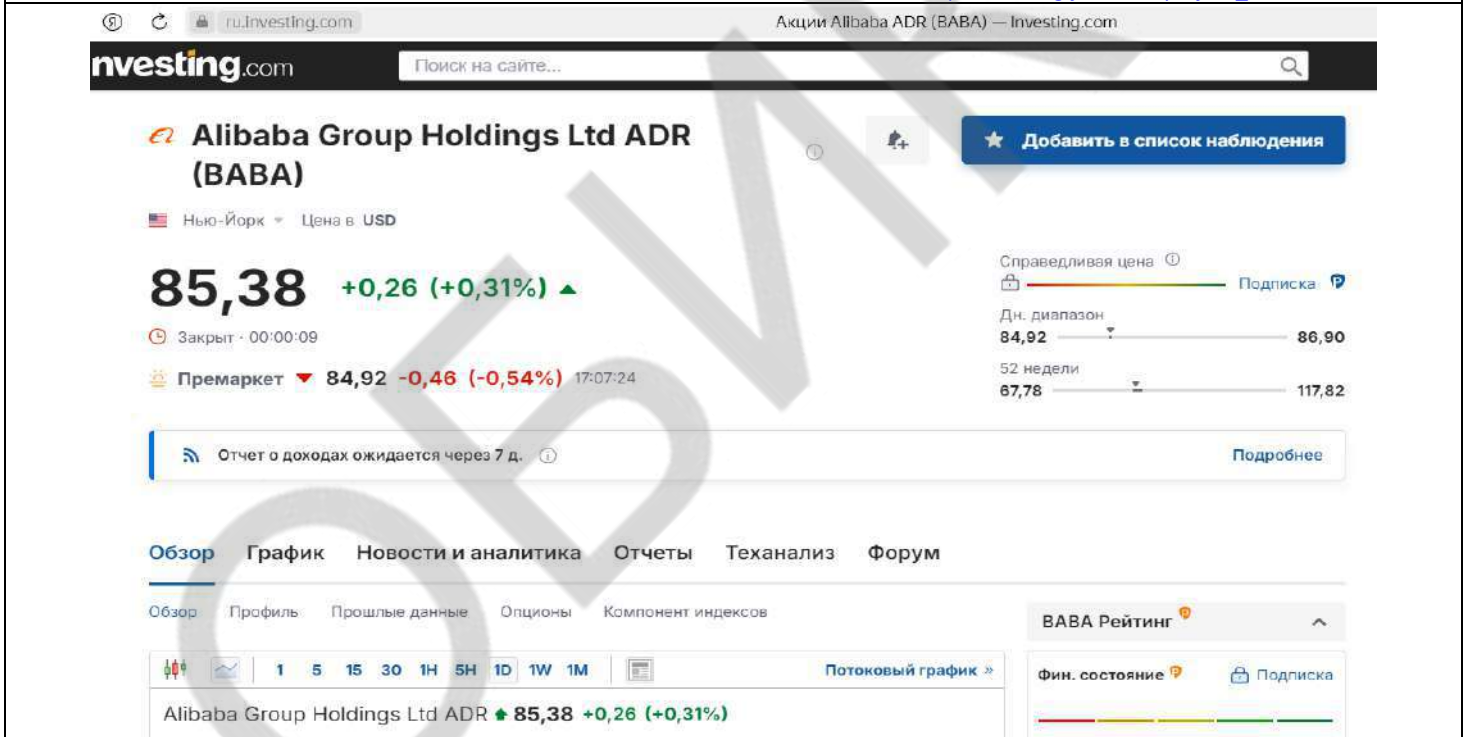 ru.investing.com Акции Alibaba ADR (BABA) — Investing.com
nvesting.com Поиск на сайте...
Alibaba Group Holdings Ltd ADR Добавить в список наблюдения
(BABA)
Нью-Йорк Цена в USD
Справедливая цена
85,38 +0,26 (+0,31%) Подписка
Дн. диапазон
Закрыт · 00:00:09 84,92 86,90
52 недели
Премаркет 84,92 -0,46 (-0,54%) 17:07:24
67,78 117,82
Отчет о доходах ожидается через 7 д. Подробнее
Обзор График Новости и аналитика Отчеты Теханализ Форум
Обзор Профиль Прошлые данные Опционы Компонент индексов
BABA Рейтинг
1 5 15 30 1H 5H 1D 1W 1M Потоковый график »
Фин. состояние Подписка
Alibaba Group Holdings Ltd ADR 85,38 +0,26 (+0,31%)
ОБИК